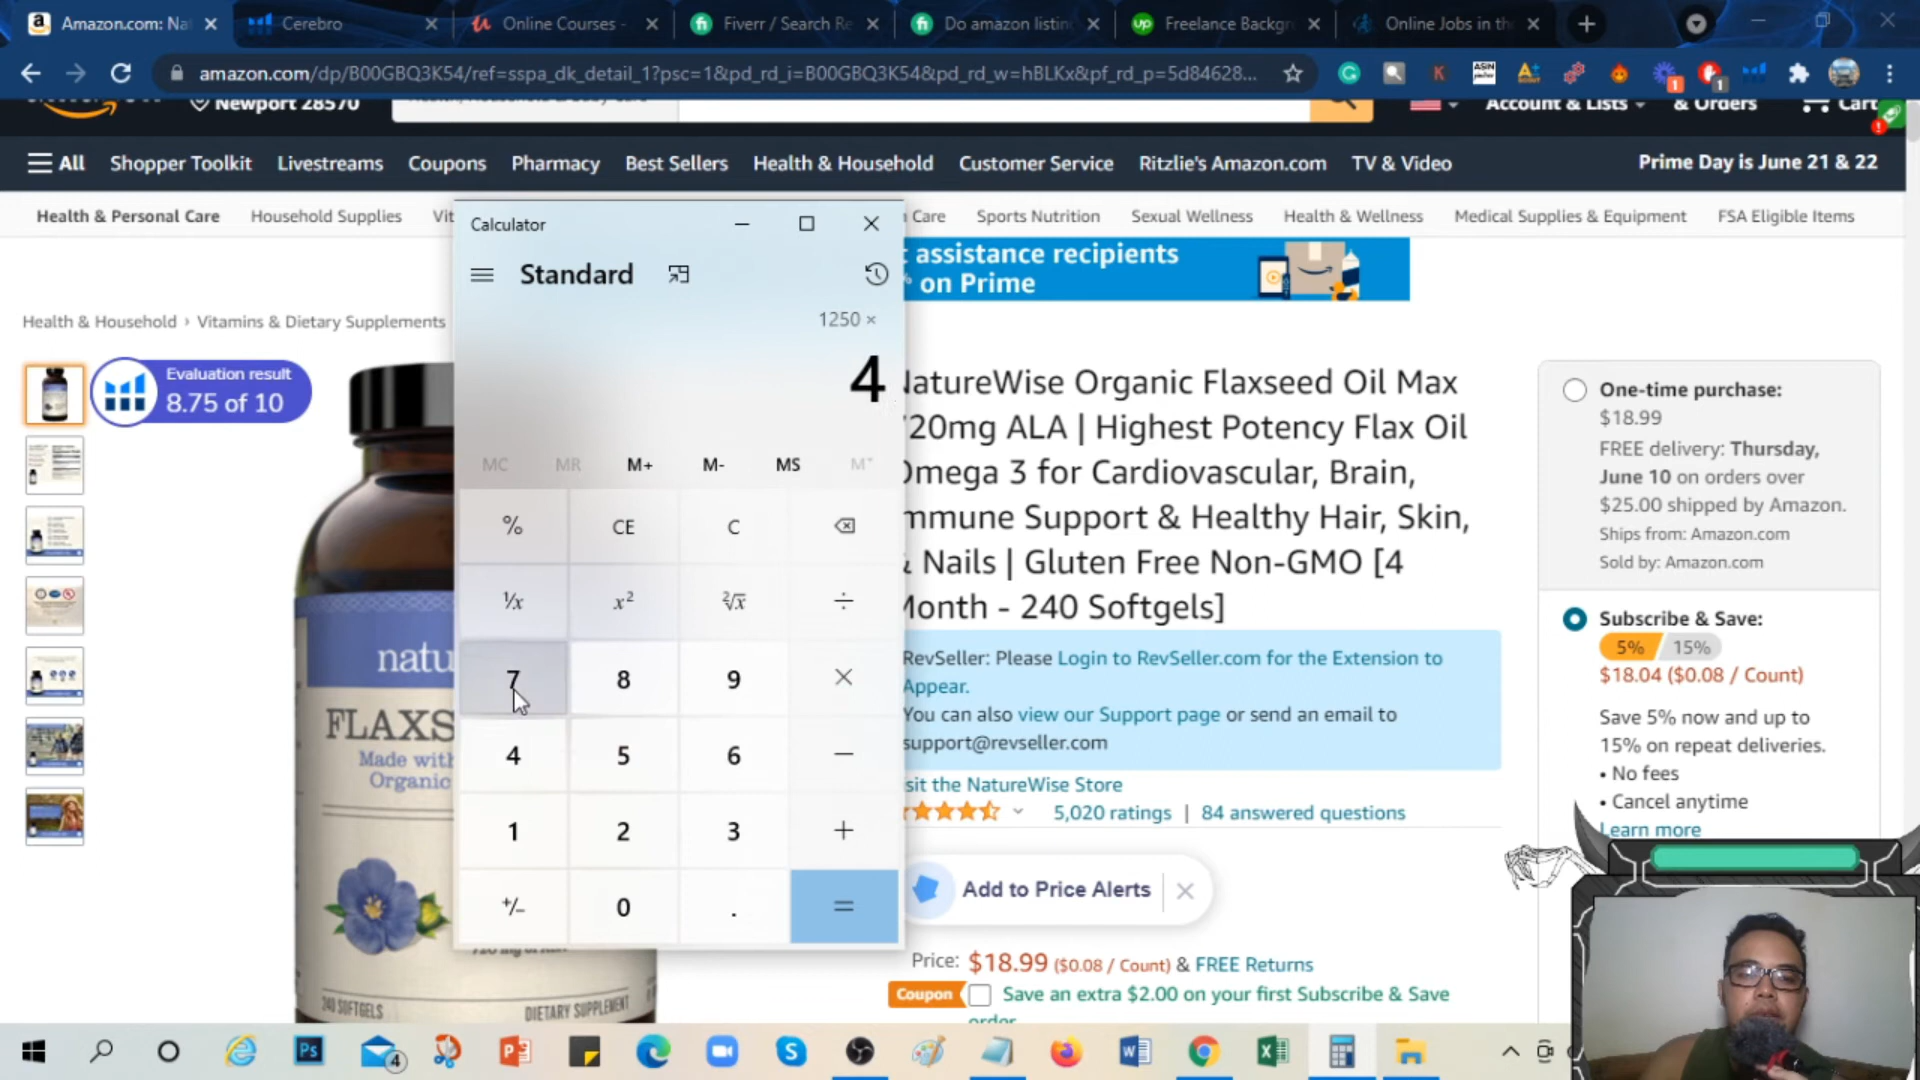 Amazon.com: Na
Cerebro
Online Courses -
Fiverr / Search Re
Do amazon listin
Freelance Backgr
Online Jobs in th
amazon.com/dp/B00GBQ3K54/ref=sspa_dk_detail_1?psc=1&pd_rd_i=B00GBQ3K54&pd_rd_w=hBLKx&pf_rd_p=5d84628...
Newport 28570
Account & Lists
& Orders
Cart
All
Shopper Toolkit
Livestreams
Coupons
Pharmacy
Best Sellers
Health & Household
Customer Service
Ritzlie's Amazon.com
TV & Video
Prime Day is June 21 & 22
Health & Personal Care
Household Supplies
Vit
Care
Sports Nutrition
Sexual Wellness
Health & Wellness
Medical Supplies & Equipment
FSA Eligible Items
Calculator
Standard
1250 ×
4
MC MR M+ M- MS
% CE C
¹/x x² ²√x ÷
7 8 9 ×
4 5 6 −
1 2 3 +
+/− 0 . =
assistance recipients
on Prime
Health & Household › Vitamins & Dietary Supplements
Evaluation result
8.75 of 10
natu
FLAXS
Made with
Organic
240 SOFTGELS
DIETARY SUPPLEMENT
NatureWise Organic Flaxseed Oil Max
720mg ALA | Highest Potency Flax Oil
Omega 3 for Cardiovascular, Brain,
Immune Support & Healthy Hair, Skin,
& Nails | Gluten Free Non-GMO [4
Month - 240 Softgels]
RevSeller: Please Login to RevSeller.com for the Extension to
Appear.
You can also view our Support page or send an email to
support@revseller.com
sit the NatureWise Store
5,020 ratings | 84 answered questions
Add to Price Alerts
Price: $18.99 ($0.08 / Count) & FREE Returns
Coupon Save an extra $2.00 on your first Subscribe & Save
order
One-time purchase:
$18.99
FREE delivery: Thursday,
June 10 on orders over
$25.00 shipped by Amazon.
Ships from: Amazon.com
Sold by: Amazon.com
Subscribe & Save:
5% 15%
$18.04 ($0.08 / Count)
Save 5% now and up to
15% on repeat deliveries.
• No fees
• Cancel anytime
Learn more
Ps
4